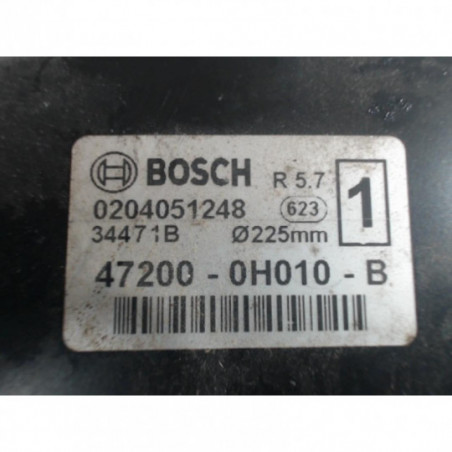 BOSCH R 5.7 1
0204051248 623
34471B Ø225mm
47200 - 0H010 - B